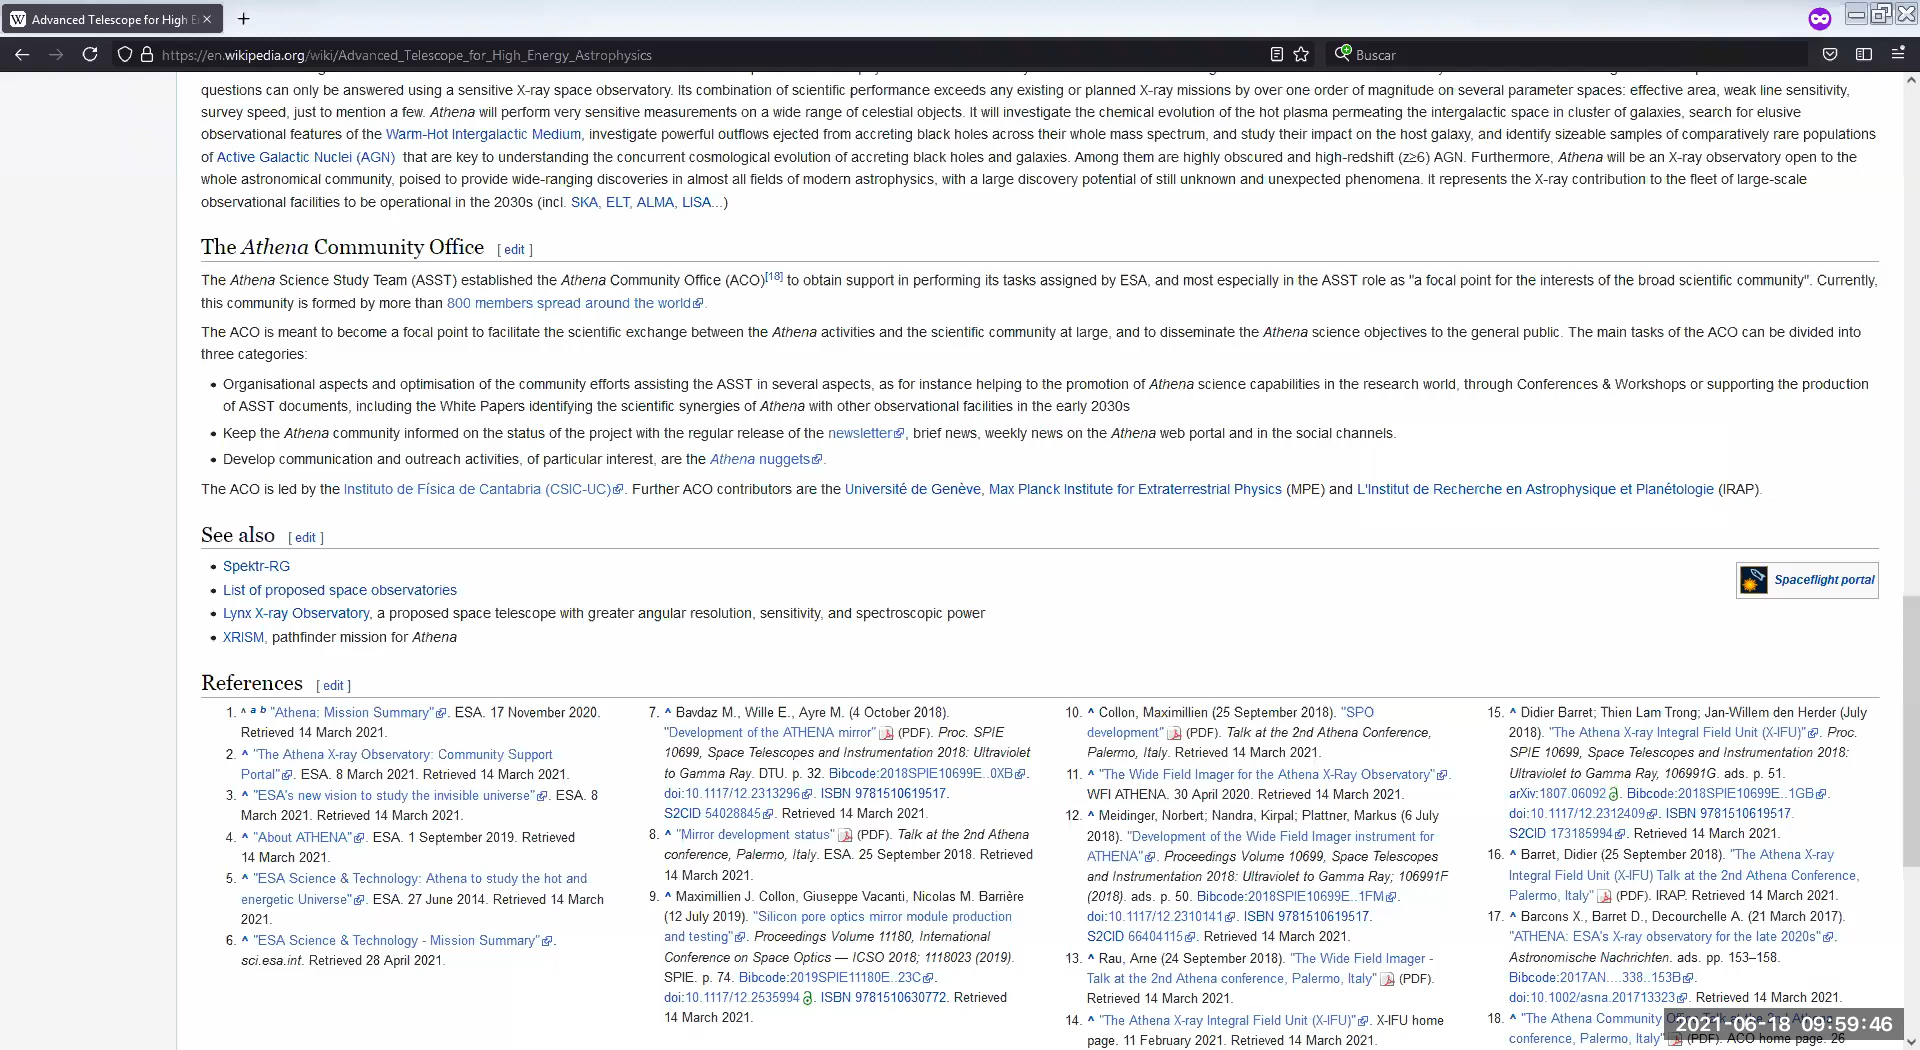 Advanced Telescope for High E
https://en.wikipedia.org/wiki/Advanced_Telescope_for_High_Energy_Astrophysics
Buscar
questions can only be answered using a sensitive X-ray space observatory. Its combination of scientific performance exceeds any existing or planned X-ray missions by over one order of magnitude on several parameter spaces: effective area, weak line sensitivity,
survey speed, just to mention a few. Athena will perform very sensitive measurements on a wide range of celestial objects. It will investigate the chemical evolution of the hot plasma permeating the intergalactic space in cluster of galaxies, search for elusive
observational features of the Warm-Hot Intergalactic Medium, investigate powerful outflows ejected from accreting black holes across their whole mass spectrum, and study their impact on the host galaxy, and identify sizeable samples of comparatively rare populations
of Active Galactic Nuclei (AGN) that are key to understanding the concurrent cosmological evolution of accreting black holes and galaxies. Among them are highly obscured and high-redshift (z≥6) AGN. Furthermore, Athena will be an X-ray observatory open to the
whole astronomical community, poised to provide wide-ranging discoveries in almost all fields of modern astrophysics, with a large discovery potential of still unknown and unexpected phenomena. It represents the X-ray contribution to the fleet of large-scale
observational facilities to be operational in the 2030s (incl. SKA, ELT, ALMA, LISA...)
The Athena Community Office [ edit ]
The Athena Science Study Team (ASST) established the Athena Community Office (ACO)[18] to obtain support in performing its tasks assigned by ESA, and most especially in the ASST role as "a focal point for the interests of the broad scientific community". Currently,
this community is formed by more than 800 members spread around the world.
The ACO is meant to become a focal point to facilitate the scientific exchange between the Athena activities and the scientific community at large, and to disseminate the Athena science objectives to the general public. The main tasks of the ACO can be divided into
three categories:
• Organisational aspects and optimisation of the community efforts assisting the ASST in several aspects, as for instance helping to the promotion of Athena science capabilities in the research world, through Conferences & Workshops or supporting the production
of ASST documents, including the White Papers identifying the scientific synergies of Athena with other observational facilities in the early 2030s
• Keep the Athena community informed on the status of the project with the regular release of the newsletter, brief news, weekly news on the Athena web portal and in the social channels.
• Develop communication and outreach activities, of particular interest, are the Athena nuggets.
The ACO is led by the Instituto de Física de Cantabria (CSIC-UC). Further ACO contributors are the Université de Genève, Max Planck Institute for Extraterrestrial Physics (MPE) and L'Institut de Recherche en Astrophysique et Planétologie (IRAP).
See also [ edit ]
• Spektr-RG
• List of proposed space observatories
• Lynx X-ray Observatory, a proposed space telescope with greater angular resolution, sensitivity, and spectroscopic power
• XRISM, pathfinder mission for Athena
Spaceflight portal
References [ edit ]
1. ^ a b "Athena: Mission Summary". ESA. 17 November 2020.
Retrieved 14 March 2021.
2. ^ "The Athena X-ray Observatory: Community Support
Portal". ESA. 8 March 2021. Retrieved 14 March 2021.
3. ^ "ESA's new vision to study the invisible universe". ESA. 8
March 2021. Retrieved 14 March 2021.
4. ^ "About ATHENA". ESA. 1 September 2019. Retrieved
14 March 2021.
5. ^ "ESA Science & Technology: Athena to study the hot and
energetic Universe". ESA. 27 June 2014. Retrieved 14 March
2021.
6. ^ "ESA Science & Technology - Mission Summary".
sci.esa.int. Retrieved 28 April 2021.
7. ^ Bavdaz M., Wille E., Ayre M. (4 October 2018).
"Development of the ATHENA mirror" (PDF). Proc. SPIE
10699, Space Telescopes and Instrumentation 2018: Ultraviolet
to Gamma Ray. DTU. p. 32. Bibcode:2018SPIE10699E..0XB.
doi:10.1117/12.2313296. ISBN 9781510619517.
S2CID 54028845. Retrieved 14 March 2021.
8. ^ "Mirror development status" (PDF). Talk at the 2nd Athena
conference, Palermo, Italy. ESA. 25 September 2018. Retrieved
14 March 2021.
9. ^ Maximillien J. Collon, Giuseppe Vacanti, Nicolas M. Barrière
(12 July 2019). "Silicon pore optics mirror module production
and testing". Proceedings Volume 11180, International
Conference on Space Optics — ICSO 2018; 1118023 (2019).
SPIE. p. 74. Bibcode:2019SPIE11180E..23C.
doi:10.1117/12.2535994. ISBN 9781510630772. Retrieved
14 March 2021.
10. ^ Collon, Maximillien (25 September 2018). "SPO
development" (PDF). Talk at the 2nd Athena Conference,
Palermo, Italy. Retrieved 14 March 2021.
11. ^ "The Wide Field Imager for the Athena X-Ray Observatory".
WFI ATHENA. 30 April 2020. Retrieved 14 March 2021.
12. ^ Meidinger, Norbert; Nandra, Kirpal; Plattner, Markus (6 July
2018). "Development of the Wide Field Imager instrument for
ATHENA". Proceedings Volume 10699, Space Telescopes
and Instrumentation 2018: Ultraviolet to Gamma Ray; 106991F
(2018). ads. p. 50. Bibcode:2018SPIE10699E..1FM.
doi:10.1117/12.2310141. ISBN 9781510619517.
S2CID 66404115. Retrieved 14 March 2021.
13. ^ Rau, Arne (24 September 2018). "The Wide Field Imager -
Talk at the 2nd Athena conference, Palermo, Italy" (PDF).
Retrieved 14 March 2021.
14. ^ "The Athena X-ray Integral Field Unit (X-IFU)". X-IFU home
page. 11 February 2021. Retrieved 14 March 2021.
15. ^ Didier Barret; Thien Lam Trong; Jan-Willem den Herder (July
2018). "The Athena X-ray Integral Field Unit (X-IFU)". Proc.
SPIE 10699, Space Telescopes and Instrumentation 2018:
Ultraviolet to Gamma Ray, 106991G. ads. p. 51.
arXiv:1807.06092. Bibcode:2018SPIE10699E..1GB.
doi:10.1117/12.2312409. ISBN 9781510619517.
S2CID 173185994. Retrieved 14 March 2021.
16. ^ Barret, Didier (25 September 2018). "The Athena X-ray
Integral Field Unit (X-IFU) Talk at the 2nd Athena Conference,
Palermo, Italy" (PDF). IRAP. Retrieved 14 March 2021.
17. ^ Barcons X., Barret D., Decourchelle A. (21 March 2017).
"ATHENA: ESA's X-ray observatory for the late 2020s".
Astronomische Nachrichten. ads. pp. 153–158.
Bibcode:2017AN....338..153B.
doi:10.1002/asna.201713323. Retrieved 14 March 2021.
18. ^ "The Athena Community Office Talk at the 2nd Athena
conference, Palermo, Italy" (PDF). ACO home page. 26
2021-06-18 09:59:46